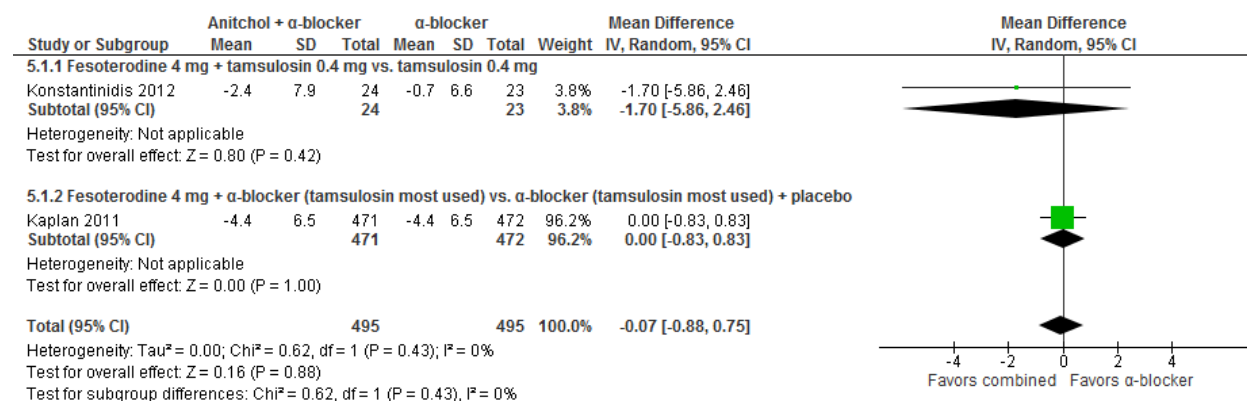 Anitchol + α-blocker α-blocker Mean Difference Mean Difference
Study or Subgroup Mean SD Total Mean SD Total Weight IV, Random, 95% CI IV, Random, 95% CI
5.1.1 Fesoterodine 4 mg + tamsulosin 0.4 mg vs. tamsulosin 0.4 mg
Konstantinidis 2012 -2.4 7.9 24 -0.7 6.6 23 3.8% -1.70 [-5.86, 2.46]
Subtotal (95% CI) 24 23 3.8% -1.70 [-5.86, 2.46]
Heterogeneity: Not applicable
Test for overall effect: Z = 0.80 (P = 0.42)
5.1.2 Fesoterodine 4 mg + α-blocker (tamsulosin most used) vs. α-blocker (tamsulosin most used) + placebo
Kaplan 2011 -4.4 6.5 471 -4.4 6.5 472 96.2% 0.00 [-0.83, 0.83]
Subtotal (95% CI) 471 472 96.2% 0.00 [-0.83, 0.83]
Heterogeneity: Not applicable
Test for overall effect: Z = 0.00 (P = 1.00)
Total (95% CI) 495 495 100.0% -0.07 [-0.88, 0.75]
Heterogeneity: Tau² = 0.00; Chi² = 0.62, df = 1 (P = 0.43); I² = 0%
Test for overall effect: Z = 0.16 (P = 0.88)
Test for subgroup differences: Chi² = 0.62, df = 1 (P = 0.43), I² = 0%
-4 -2 0 2 4
Favors combined Favors α-blocker